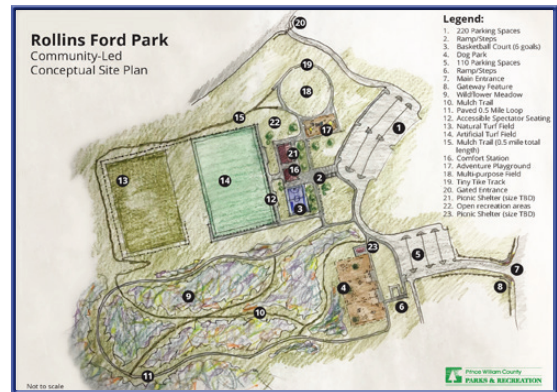 Rollins Ford Park
Community-Led
Conceptual Site Plan
Legend:
1. 220 Parking Spaces
2. Ramp/Steps
3. Basketball Court (6 goals)
4. Dog Park
5. 110 Parking Spaces
6. Ramp/Steps
7. Main Entrance
8. Gateway Feature
9. Wildflower Meadow
10. Mulch Trail
11. Paved 0.5 Mile Loop
12. Accessible Spectator Seating
13. Natural Turf Field
14. Artificial Turf Field
15. Mulch Trail (0.5 mile total
length)
16. Comfort Station
17. Adventure Playground
18. Multi-purpose Field
19. Tiny Tike Track
20. Gated Entrance
21. Picnic Shelter (size TBD)
22. Open recreation areas
23. Picnic Shelter (size TBD)
20
19
18
15
22
17
1
21
13
14
16
2
12
3
23
5
7
4
8
9
6
10
11
Not to scale
Prince William County
PARKS & RECREATION